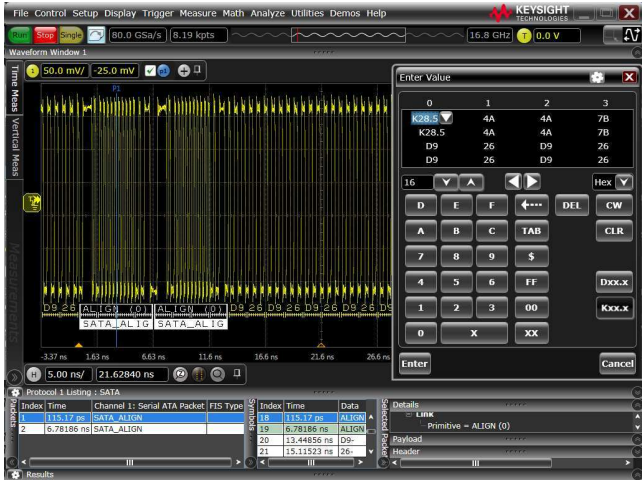 File Control Setup Display Trigger Measure Math Analyze Utilities Demos Help
KEYSIGHT
TECHNOLOGIES
Run Stop Single 80.0 GSa/s 8.19 kpts 16.8 GHz T 0.0 V
Waveform Window 1
Time Meas
Vertical Meas
Measurements
1 50.0 mV/ -25.0 mV
P1
D9 26 ALIGN (0) ALIGN (0) D9 26 D9 26 D9 26 D9 26 D9 26 D
SATA_ALIG SATA_ALIG
-3.37 ns 1.63 ns 6.63 ns 11.6 ns 16.6 ns 21.6 ns 26.6 ns
H 5.00 ns/ 21.62840 ns
Enter Value
0 1 2 3
K28.5 4A 4A 7B
K28.5 4A 4A 7B
D9 26 D9 26
D9 26 D9 26
16 Hex
D E F DEL CW
A B C TAB CLR
7 8 9 $
4 5 6 FF Dxx.x
1 2 3 00 Kxx.x
0 X XX
Enter Cancel
Protocol 1 Listing : SATA
Packets
Index Time Channel 1: Serial ATA Packet FIS Type
1 115.17 ps SATA_ALIGN
2 6.78186 ns SATA_ALIGN
Symbols
Index Time Data
18 115.17 ps ALIGN
19 6.78186 ns ALIGN
20 13.44856 ns D9-
21 15.11523 ns 26-
Selected Packet
Details
Link
Primitive = ALIGN (0)
Payload
Header
Results